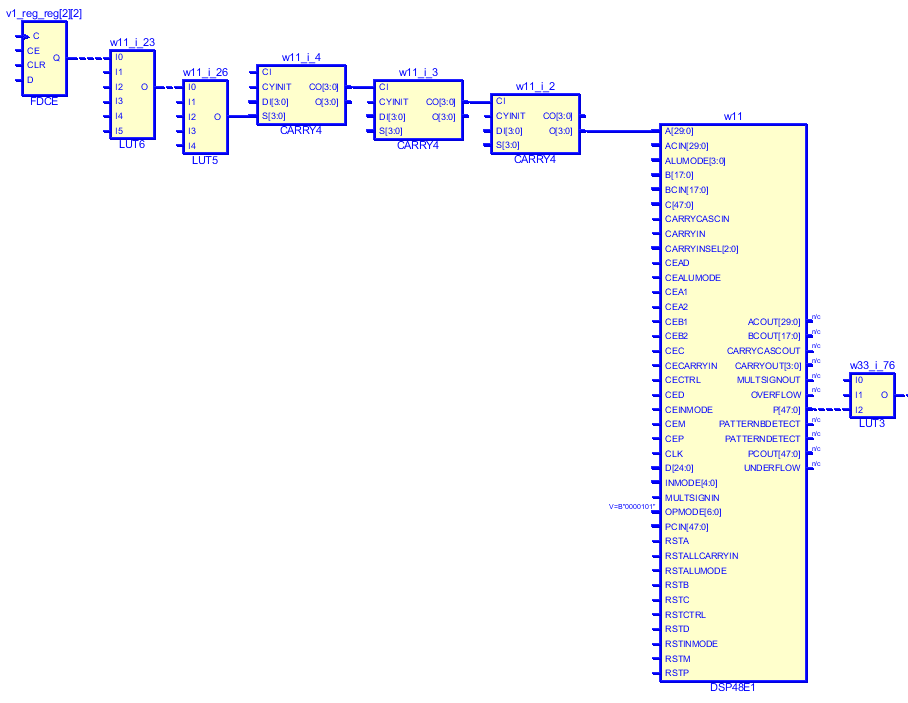 v1_reg_reg[2][2]
C
CE
CLR
D
Q
FDCE
w11_i_23
I0
I1
I2
I3
I4
I5
O
LUT6
w11_i_26
I0
I1
I2
I3
I4
O
LUT5
w11_i_4
CI
CYINIT
DI[3:0]
S[3:0]
CO[3:0]
O[3:0]
CARRY4
w11_i_3
CI
CYINIT
DI[3:0]
S[3:0]
CO[3:0]
O[3:0]
CARRY4
w11_i_2
CI
CYINIT
DI[3:0]
S[3:0]
CO[3:0]
O[3:0]
CARRY4
w11
A[29:0]
ACIN[29:0]
ALUMODE[3:0]
B[17:0]
BCIN[17:0]
C[47:0]
CARRYCASCIN
CARRYIN
CARRYINSEL[2:0]
CEAD
CEALUMODE
CEA1
CEA2
CEB1
CEB2
CEC
CECARRYIN
CECTRL
CED
CEINMODE
CEM
CEP
CLK
D[24:0]
INMODE[4:0]
MULTSIGNIN
V=B"0000101"
OPMODE[6:0]
PCIN[47:0]
RSTA
RSTALLCARRYIN
RSTALUMODE
RSTB
RSTC
RSTCTRL
RSTD
RSTINMODE
RSTM
RSTP
ACOUT[29:0] n/c
BCOUT[17:0] n/c
CARRYCASCOUT n/c
CARRYOUT[3:0] n/c
MULTSIGNOUT n/c
OVERFLOW n/c
P[47:0]
PATTERNBDETECT n/c
PATTERNDETECT n/c
PCOUT[47:0] n/c
UNDERFLOW n/c
DSP48E1
w33_i_76
I0
I1
I2
O
LUT3